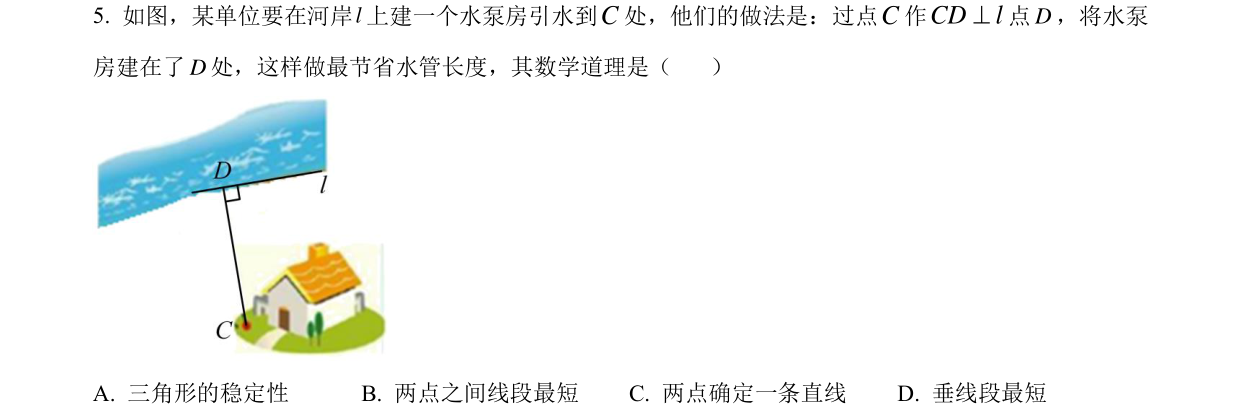 5. 如图，某单位要在河岸l上建一个水泵房引水到C处，他们的做法是：过点C作CD⊥l点D，将水泵
房建在了D处，这样做最节省水管长度，其数学道理是（　　）
D
l
C
A. 三角形的稳定性 B. 两点之间线段最短 C. 两点确定一条直线 D. 垂线段最短